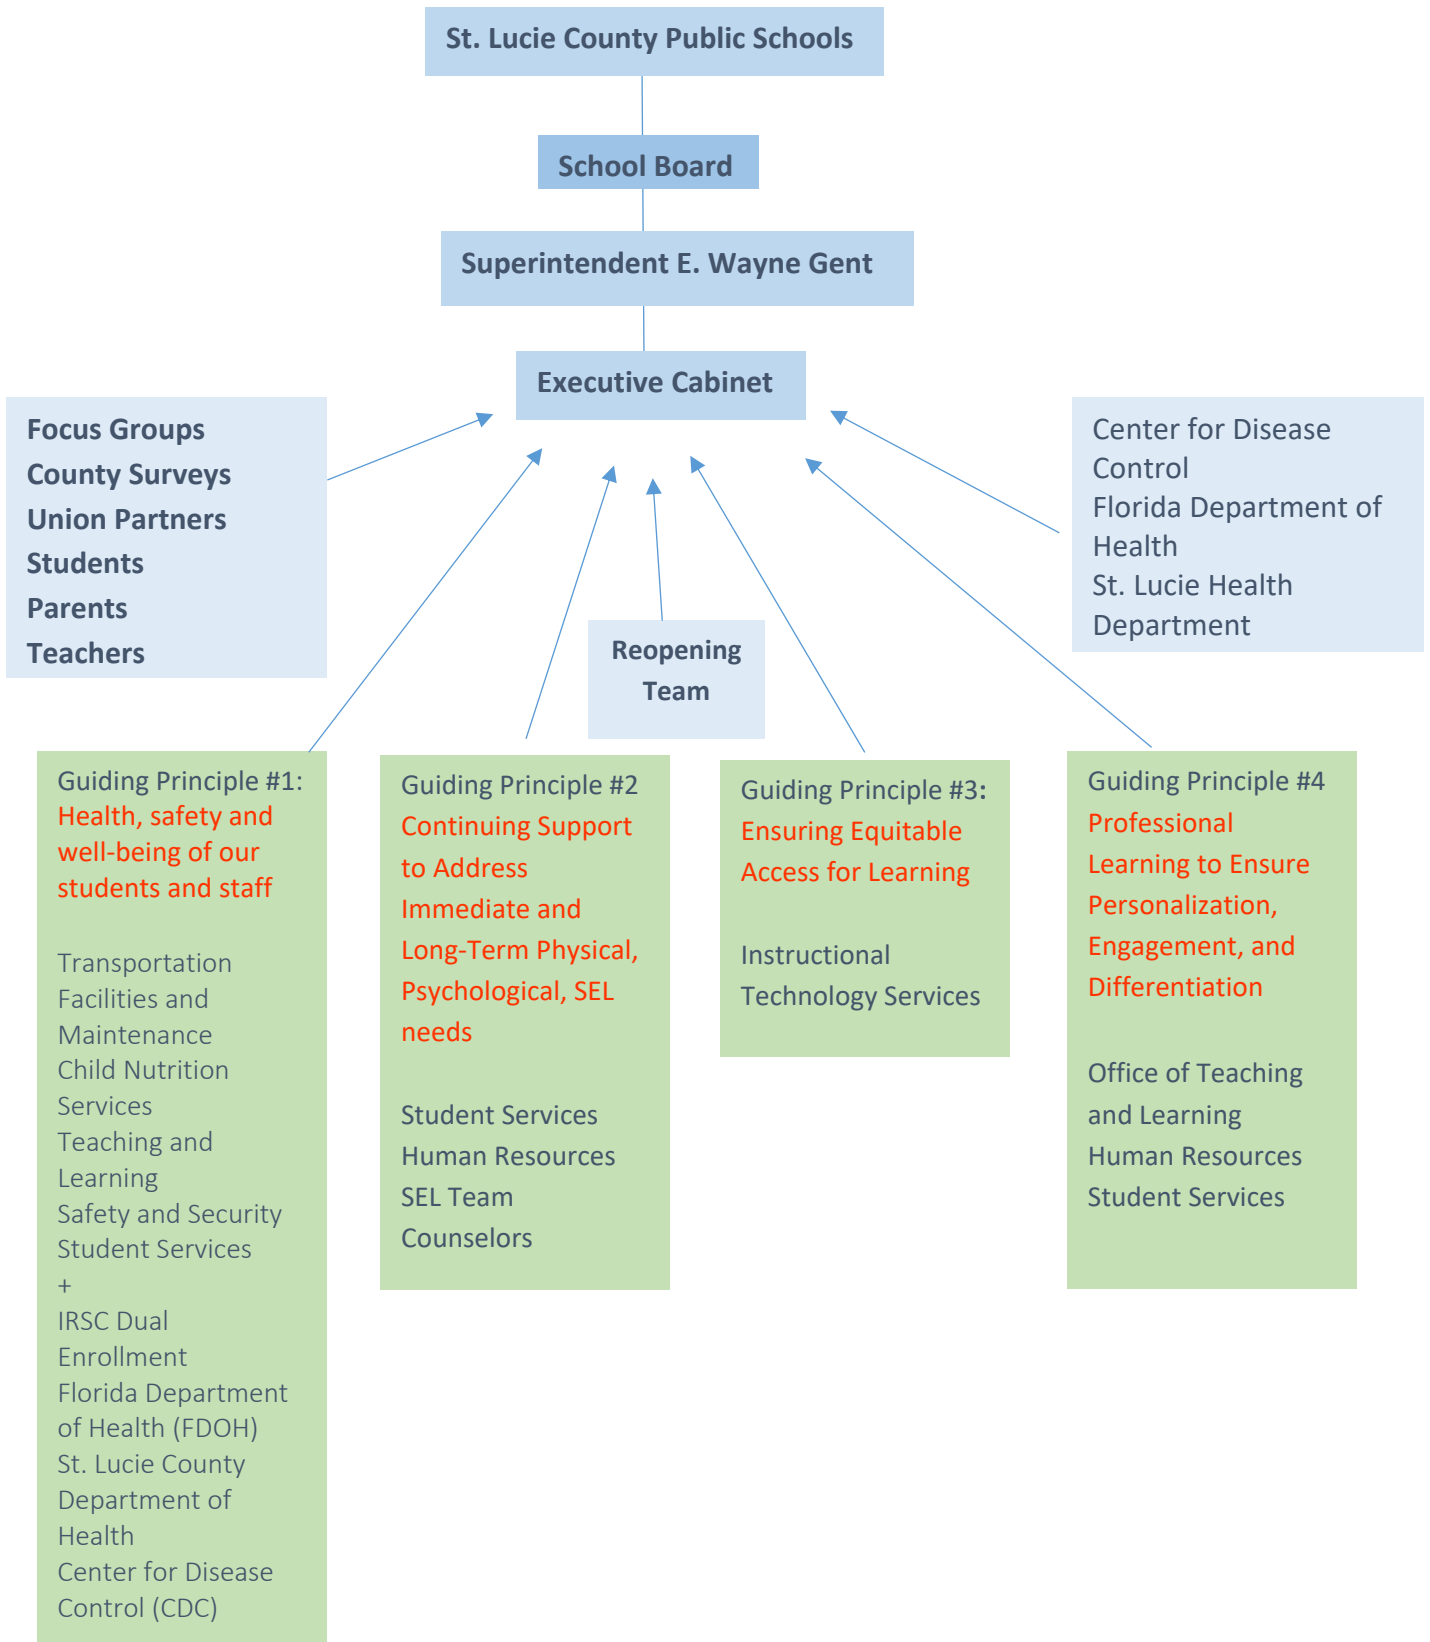 St. Lucie County Public Schools
School Board
Superintendent E. Wayne Gent
Executive Cabinet
Focus Groups
County Surveys
Union Partners
Students
Parents
Teachers
Center for Disease
Control
Florida Department of
Health
St. Lucie Health
Department
Reopening
Team
Guiding Principle #1:
Health, safety and
well-being of our
students and staff
Transportation
Facilities and
Maintenance
Child Nutrition
Services
Teaching and
Learning
Safety and Security
Student Services
+
IRSC Dual
Enrollment
Florida Department
of Health (FDOH)
St. Lucie County
Department of
Health
Center for Disease
Control (CDC)
Guiding Principle #2
Continuing Support
to Address
Immediate and
Long-Term Physical,
Psychological, SEL
needs
Student Services
Human Resources
SEL Team
Counselors
Guiding Principle #3:
Ensuring Equitable
Access for Learning
Instructional
Technology Services
Guiding Principle #4
Professional
Learning to Ensure
Personalization,
Engagement, and
Differentiation
Office of Teaching
and Learning
Human Resources
Student Services